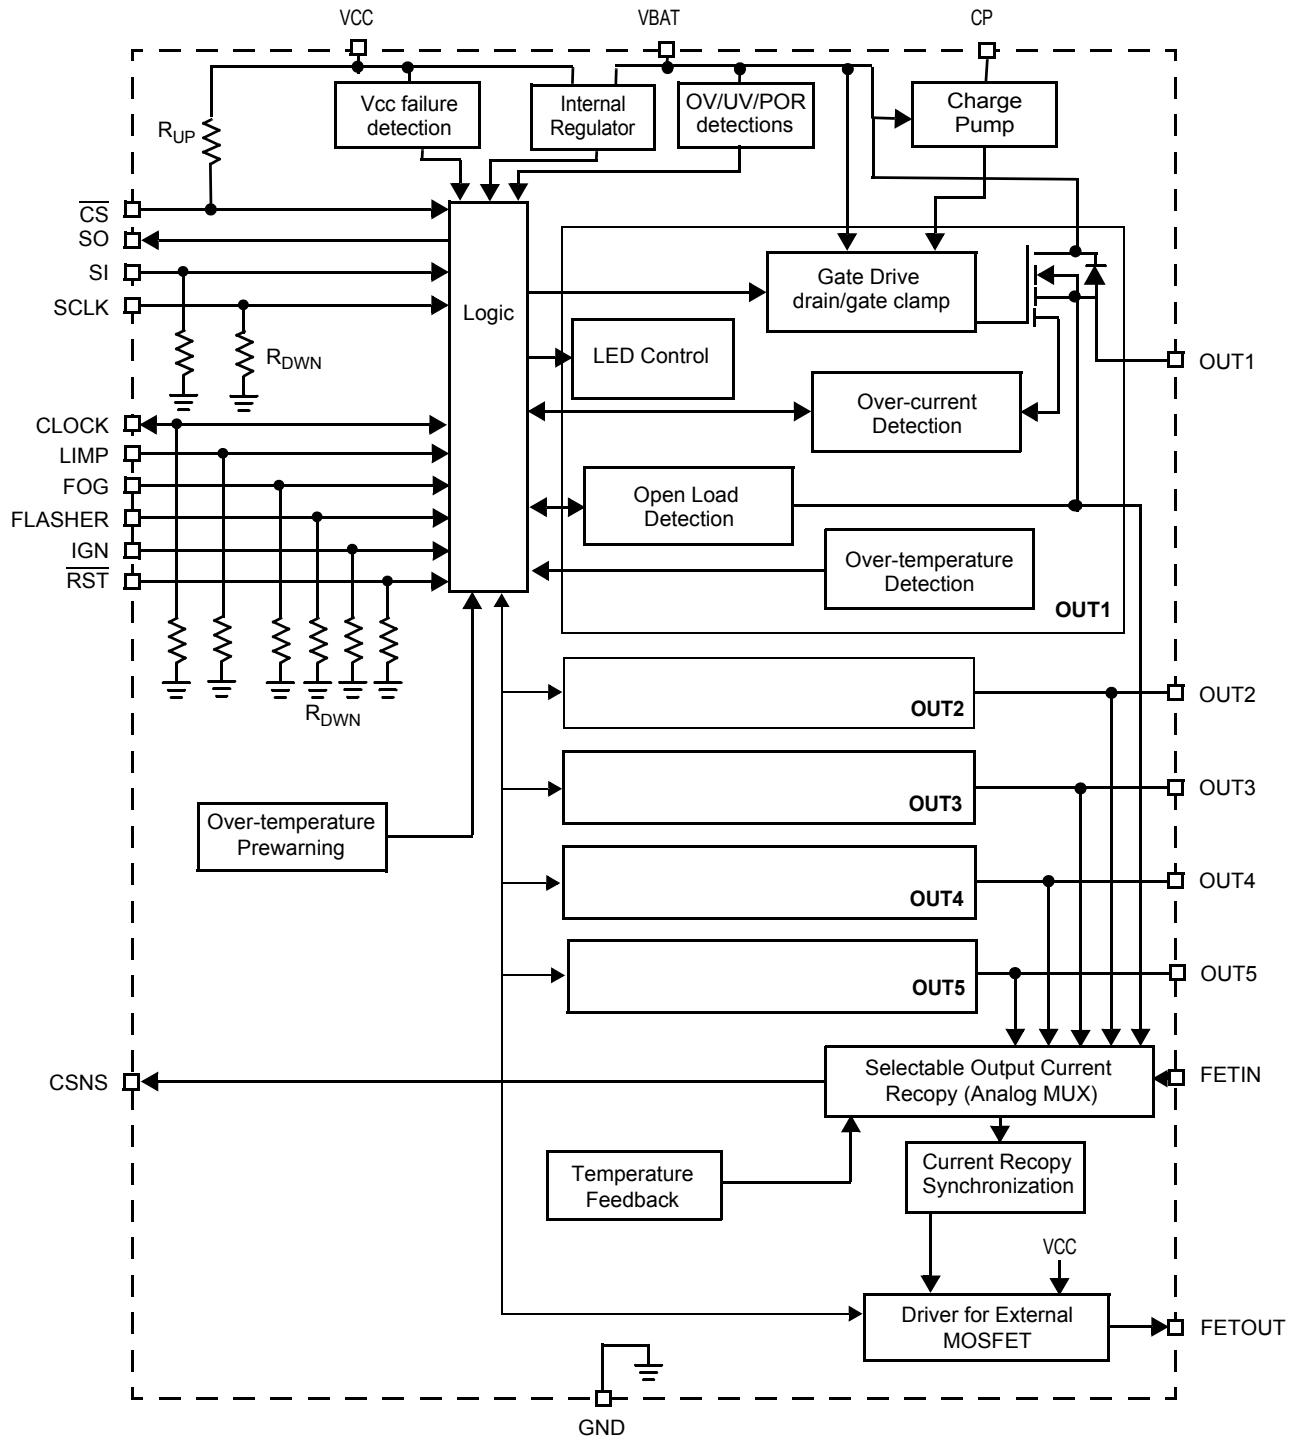 VCC
VBAT
CP
Vcc failure
detection
Internal
Regulator
OV/UV/POR
detections
Charge
Pump
RUP
CS
SO
SI
SCLK
RDWN
Logic
Gate Drive
drain/gate clamp
LED Control
OUT1
Over-current
Detection
CLOCK
LIMP
FOG
FLASHER
IGN
RST
Open Load
Detection
Over-temperature
Detection
OUT1
RDWN
OUT2
OUT2
OUT3
OUT3
Over-temperature
Prewarning
OUT4
OUT4
OUT5
OUT5
CSNS
Selectable Output Current
Recopy (Analog MUX)
FETIN
Temperature
Feedback
Current Recopy
Synchronization
VCC
Driver for External
MOSFET
FETOUT
GND